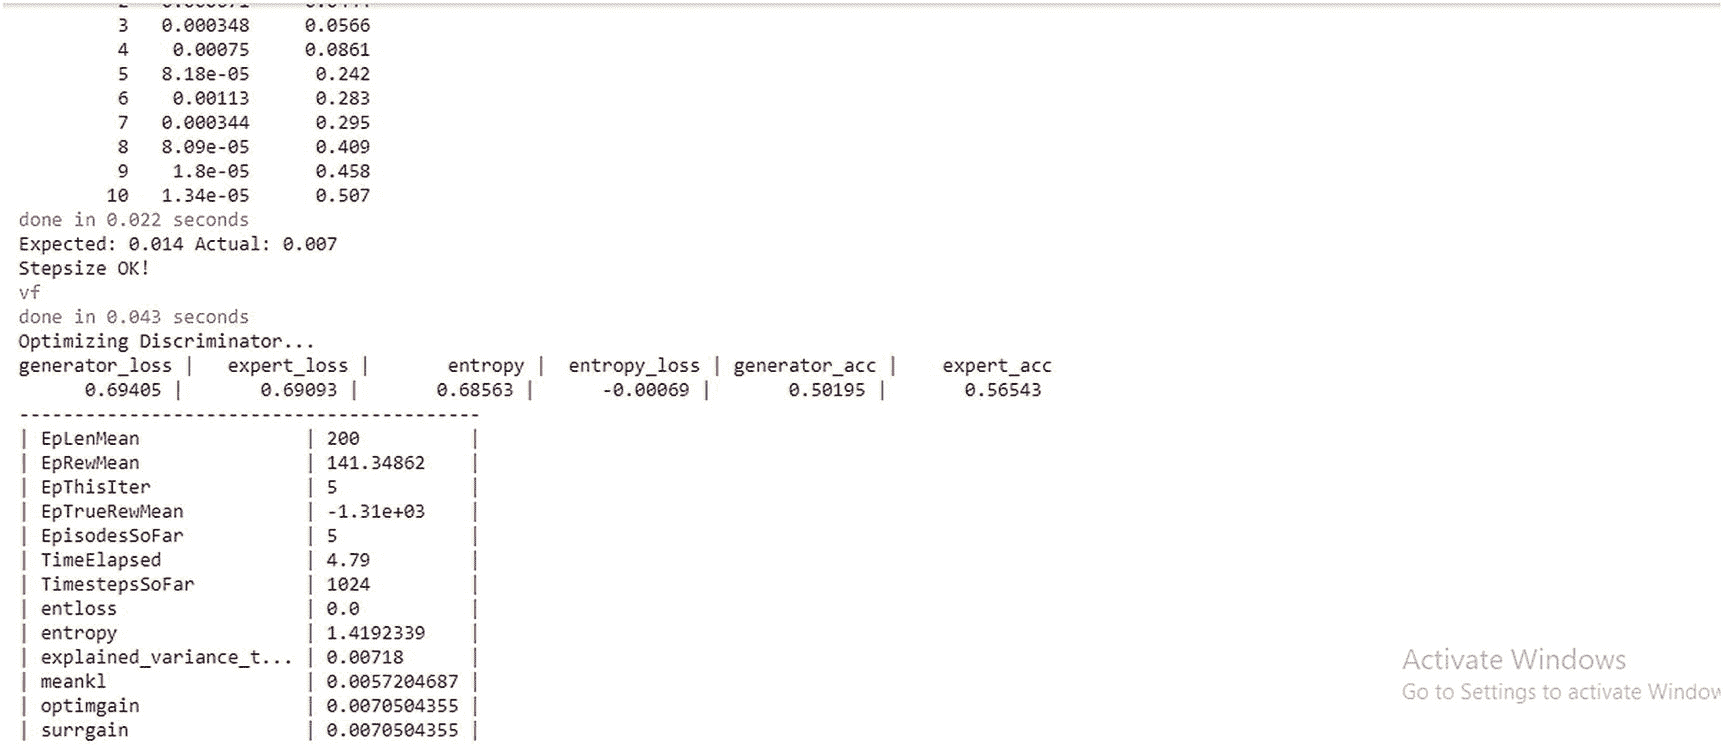 3 0.000348 0.0566
4 0.00075 0.0861
5 8.18e-05 0.242
6 0.00113 0.283
7 0.000344 0.295
8 8.09e-05 0.409
9 1.8e-05 0.458
10 1.34e-05 0.507
done in 0.022 seconds
Expected: 0.014 Actual: 0.007
Stepsize OK!
vf
done in 0.043 seconds
Optimizing Discriminator...
generator_loss | expert_loss | entropy | entropy_loss | generator_acc | expert_acc
0.69405 | 0.69093 | 0.68563 | -0.00069 | 0.50195 | 0.56543
------------------------------------------
| EpLenMean | 200 |
| EpRewMean | 141.34862 |
| EpThisIter | 5 |
| EpTrueRewMean | -1.31e+03 |
| EpisodesSoFar | 5 |
| TimeElapsed | 4.79 |
| TimestepsSoFar | 1024 |
| entloss | 0.0 |
| entropy | 1.4192339 |
| explained_variance_t... | 0.00718 |
| meankl | 0.0057204687 |
| optimgain | 0.0070504355 |
| surrgain | 0.0070504355 |
Activate Windows
Go to Settings to activate Window